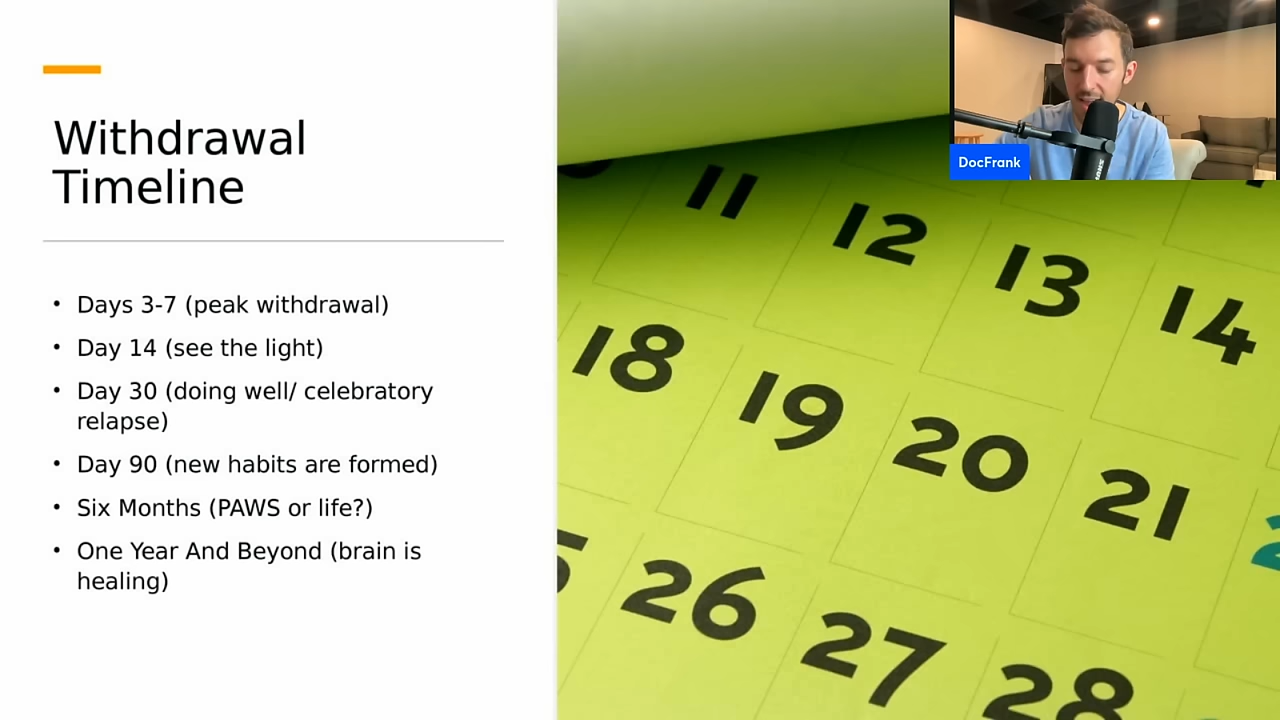 Withdrawal
Timeline
• Days 3-7 (peak withdrawal)
• Day 14 (see the light)
• Day 30 (doing well/ celebratory
relapse)
• Day 90 (new habits are formed)
• Six Months (PAWS or life?)
• One Year And Beyond (brain is
healing)
DocFrank
11 12 13 14
18 19 20 21
26 27 28